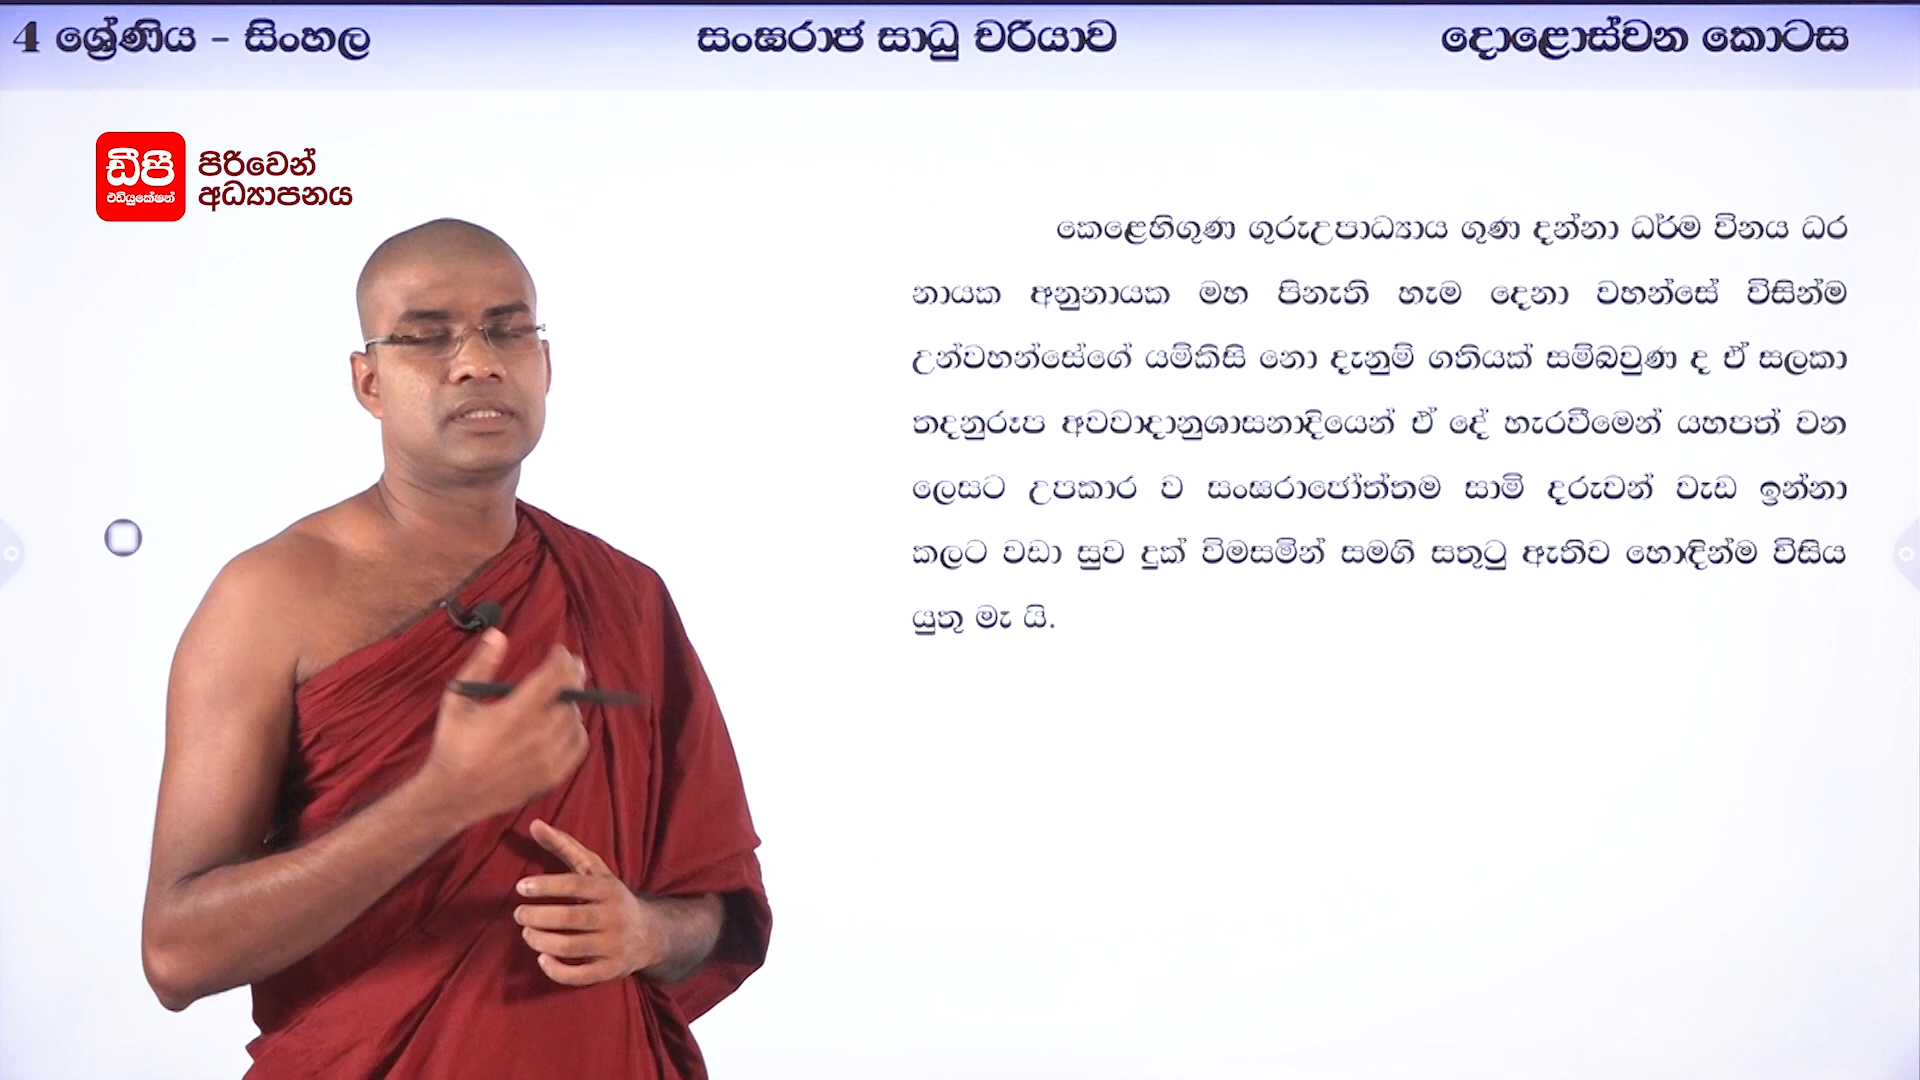 4 ශ්‍රේණිය - සිංහල
සංඝරාජ සාධු චරියාව
දොළොස්වන කොටස
ඩීපී
එඩියුකේෂන්
පිරිවෙන්
අධ්‍යාපනය
කෙළෙහිගුණ ගුරුඋපාධ්‍යාය ගුණ දන්නා ධර්ම විනය ධර
නායක අනුනායක මහ පිනැති හැම දෙනා වහන්සේ විසින්ම
උන්වහන්සේගේ යම්කිසි නො දැනුම් ගතියක් සම්බවුණ ද ඒ සලකා
තදනුරූප අවවාදානුශාසනාදියෙන් ඒ දේ හැරවීමෙන් යහපත් වන
ලෙසට උපකාර ව සංඝරාජෝත්තම සාමි දරුවන් වැඩ ඉන්නා
කලට වඩා සුව දුක් විමසමින් සමගි සතුටු ඇතිව හොඳින්ම විසිය
යුතු මැ යි.